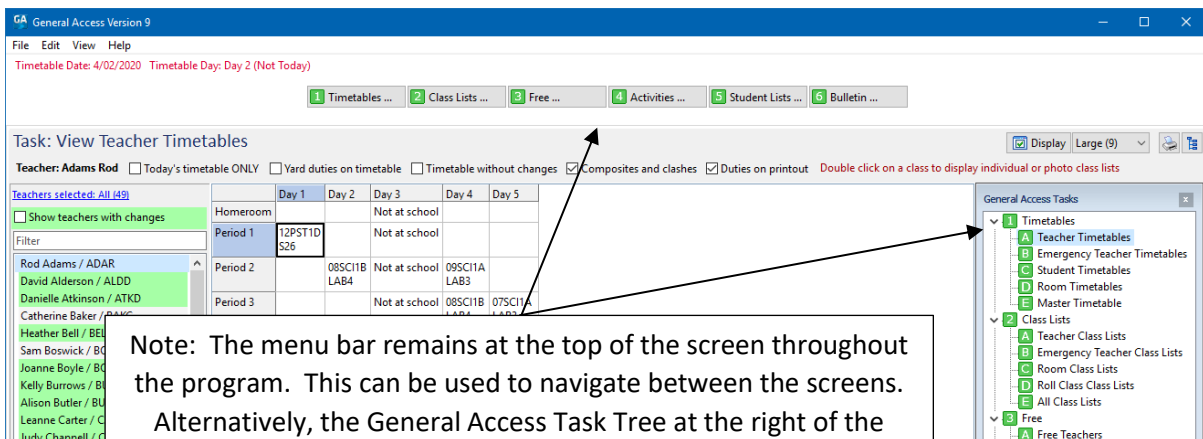 GA General Access Version 9
File Edit View Help
Timetable Date: 4/02/2020 Timetable Day: Day 2 (Not Today)
1 Timetables ... 2 Class Lists ... 3 Free ... 4 Activities ... 5 Student Lists ... 6 Bulletin ...
Task: View Teacher Timetables
Display Large (9)
Teacher: Adams Rod Today's timetable ONLY Yard duties on timetable Timetable without changes Composites and clashes Duties on printout Double click on a class to display individual or photo class lists
Teachers selected: All (49)
Show teachers with changes
Filter
Rod Adams / ADAR
David Alderson / ALDD
Danielle Atkinson / ATKD
Catherine Baker /
Heather Bell / BEL
Sam Boswick / BO
Joanne Boyle / BO
Kelly Burrows / BU
Alison Butler / BU
Leanne Carter / C
Judy Channell / C
Day 1 Day 2 Day 3 Day 4 Day 5
Homeroom Not at school
Period 1 12PST1D Not at school
S26
Period 2 08SCI1B Not at school 09SCI1A
LAB4 LAB3
Period 3 Not at school 08SCI1B 07SCI1A
Note: The menu bar remains at the top of the screen throughout
the program. This can be used to navigate between the screens.
Alternatively, the General Access Task Tree at the right of the
General Access Tasks
1 Timetables
A Teacher Timetables
B Emergency Teacher Timetables
C Student Timetables
D Room Timetables
E Master Timetable
2 Class Lists
A Teacher Class Lists
B Emergency Teacher Class Lists
C Room Class Lists
D Roll Class Class Lists
E All Class Lists
3 Free
A Free Teachers